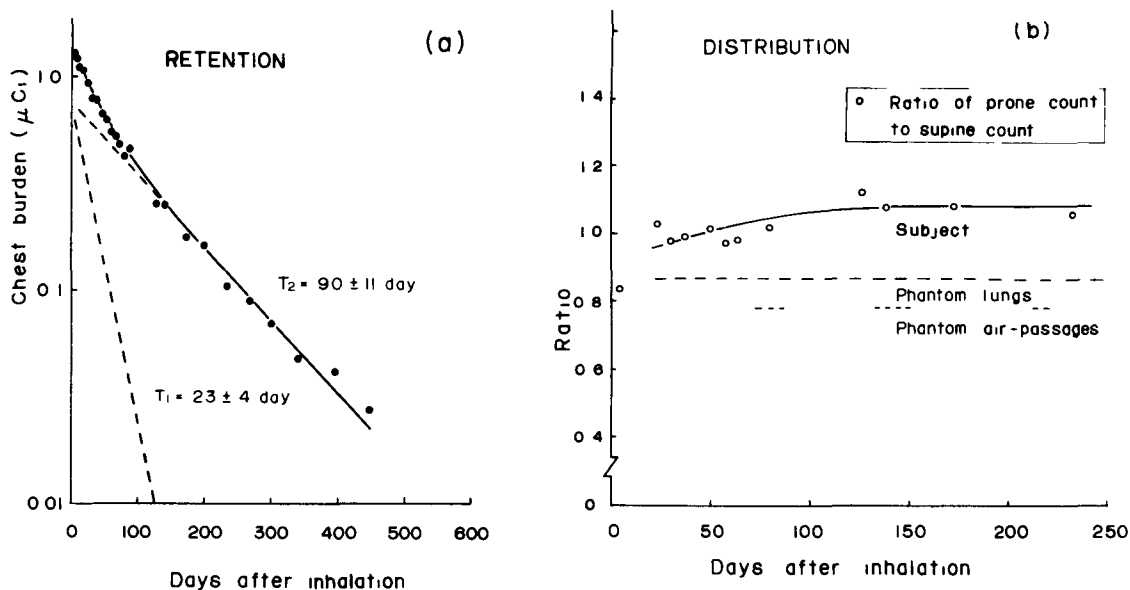 (a)
RETENTION
Chest burden (μCi)
1 0
0 1
0 01
T2 = 90 ± 11 day
T1 = 23 ± 4 day
0 100 200 300 400 500 600
Days after inhalation
(b)
DISTRIBUTION
Ratio of prone count
to supine count
Ratio
1 4
1 2
1 0
0 8
0 6
0 4
0
Subject
Phantom lungs
Phantom air-passages
0 50 100 150 200 250
Days after inhalation